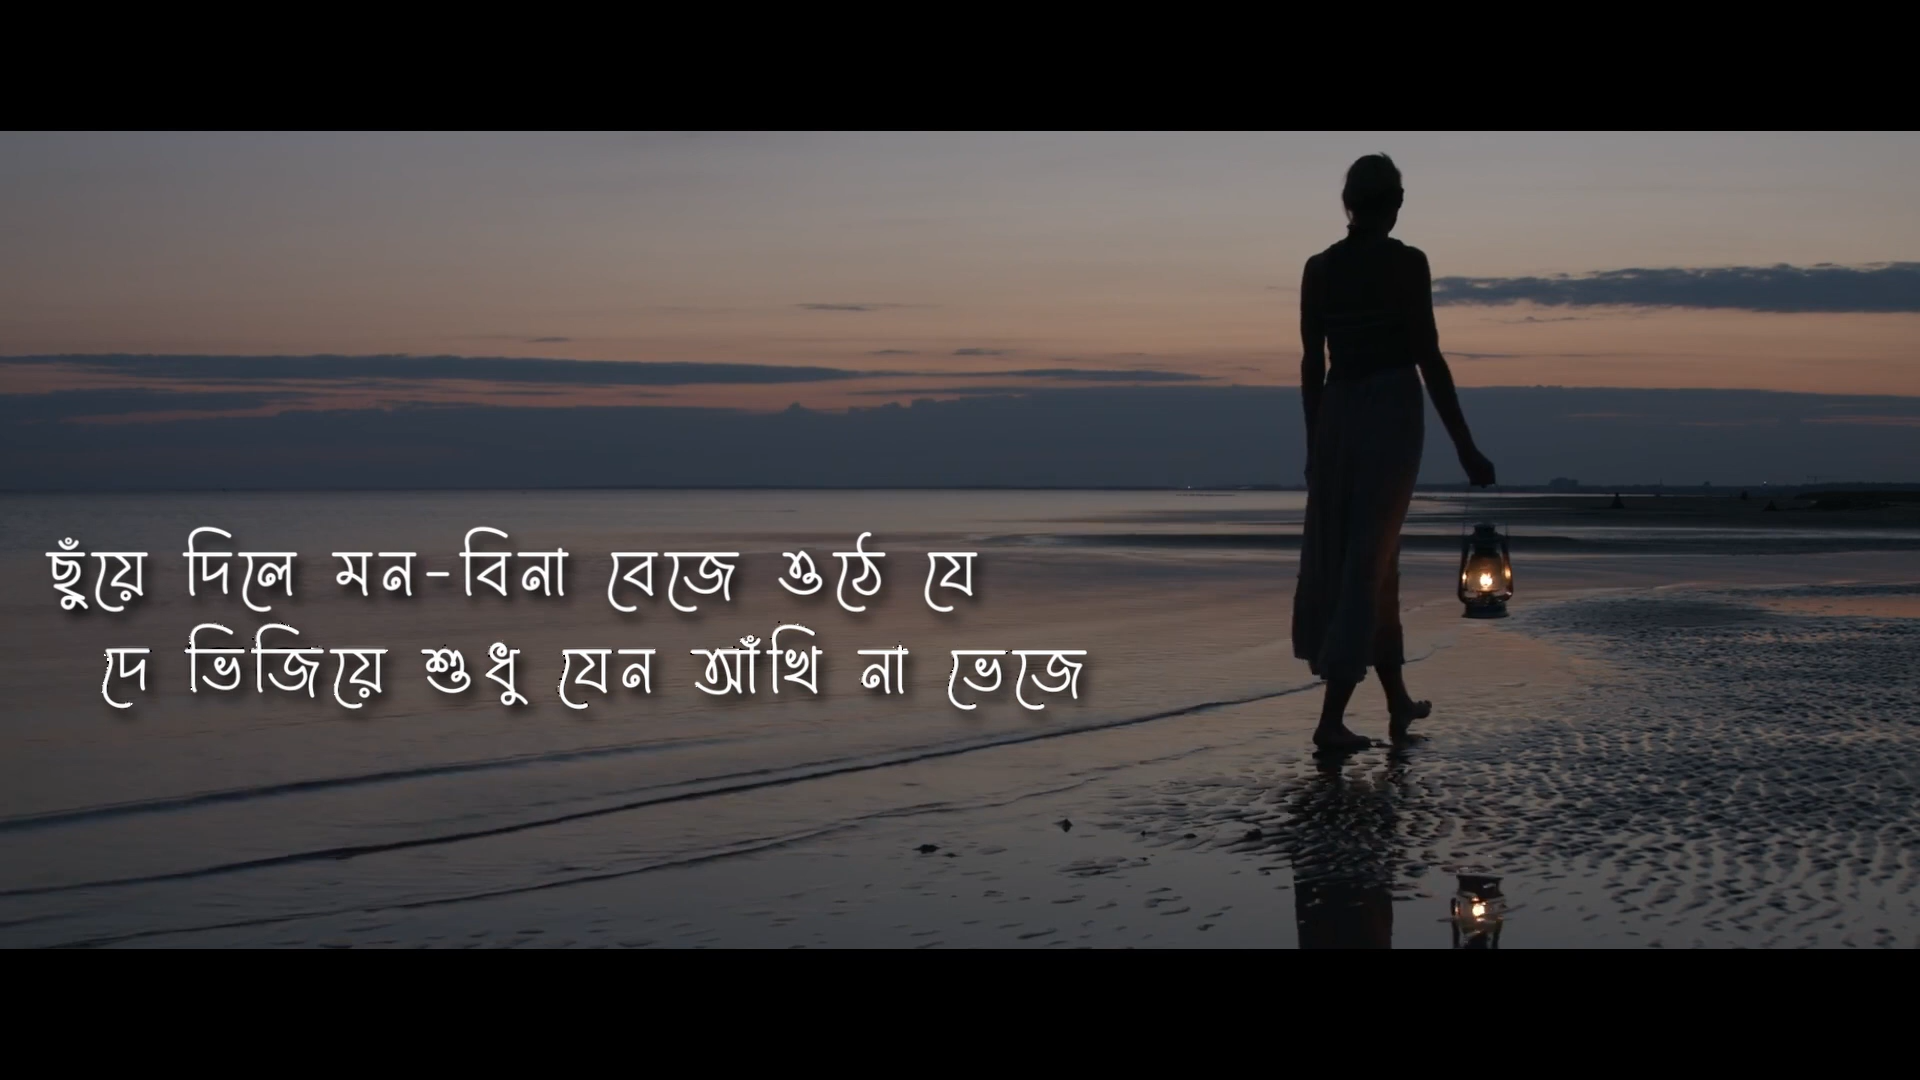 ছুঁয়ে দিলে মন-বিনা বেজে ওঠে যে
দে ভিজিয়ে শুধু যেন আঁখি না ভেজে